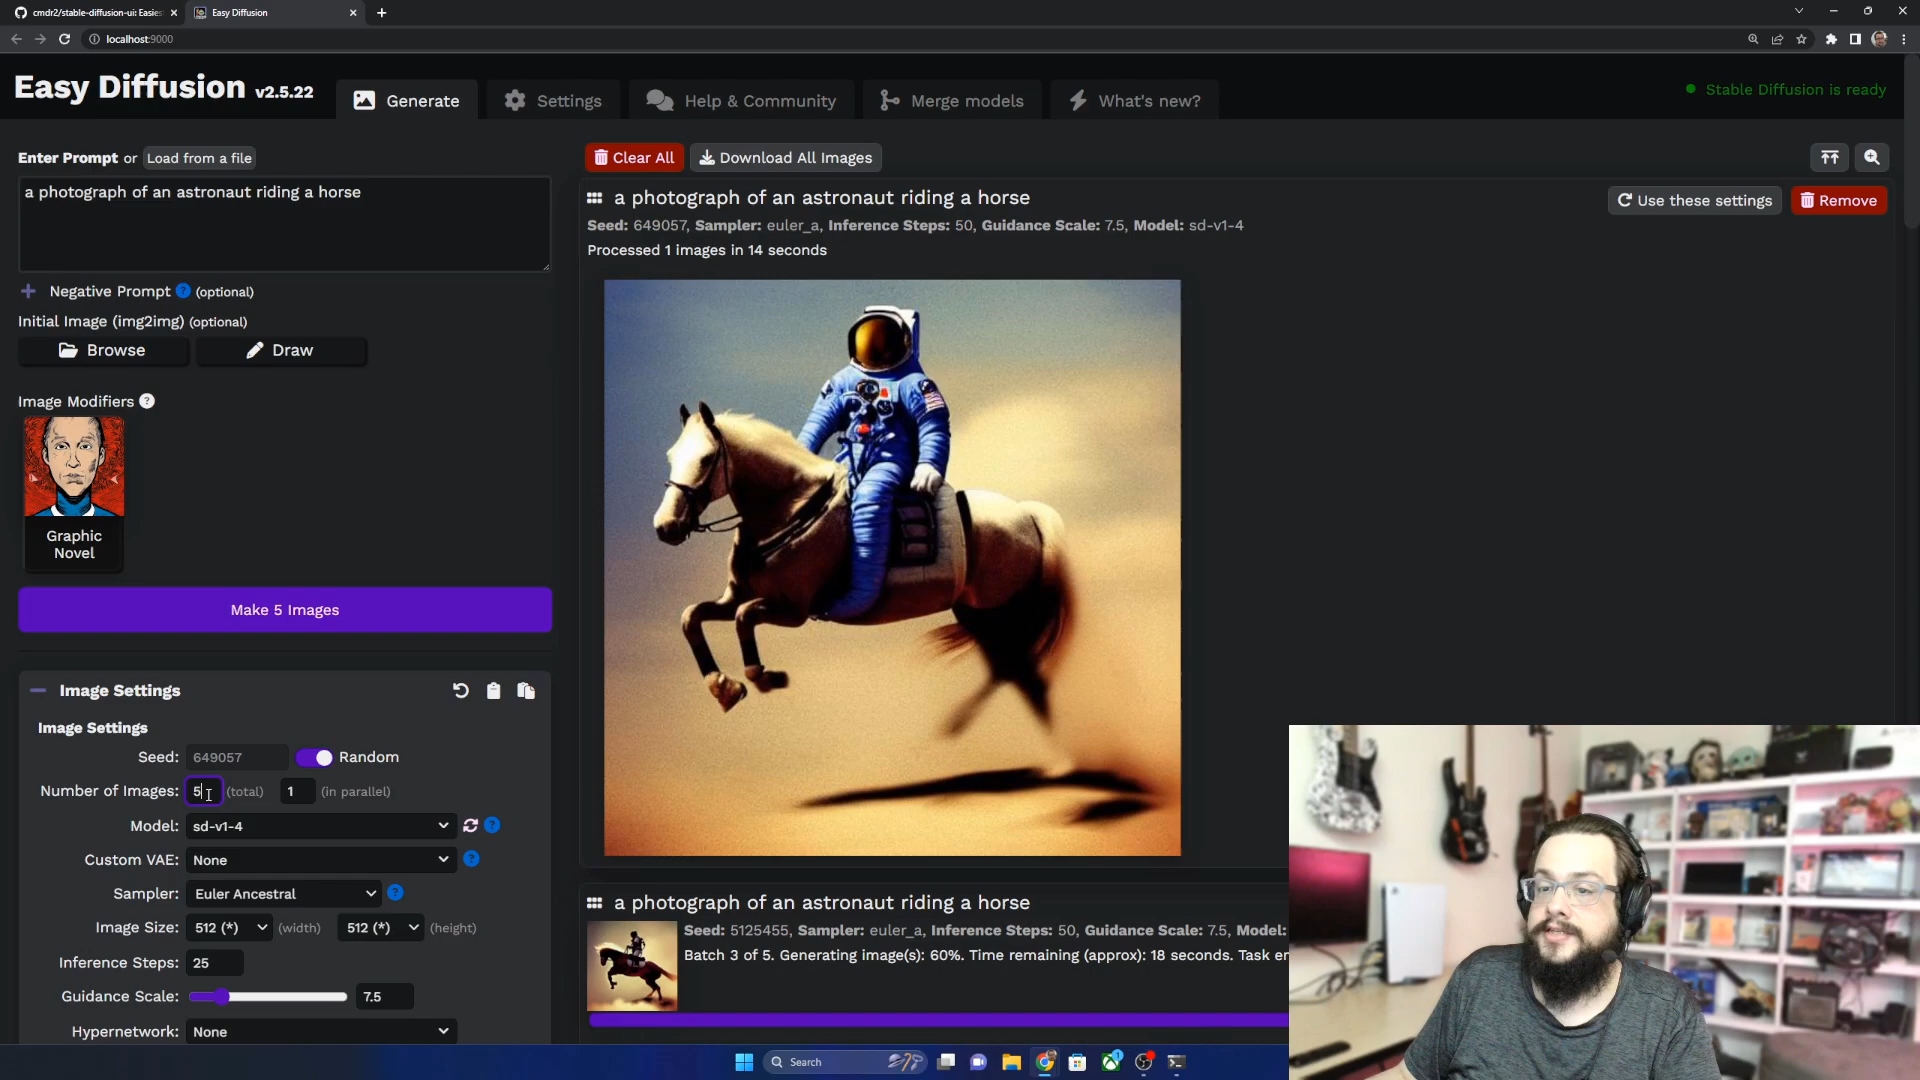 cmdr2/stable-diffusion-ui: Easies
Easy Diffusion
localhost:9000
Easy Diffusion v2.5.22
Generate
Settings
Help & Community
Merge models
What's new?
Stable Diffusion is ready
Enter Prompt or Load from a file
a photograph of an astronaut riding a horse
Negative Prompt ? (optional)
Initial Image (img2img) (optional)
Browse
Draw
Image Modifiers ?
Graphic
Novel
Make 5 Images
Image Settings
Image Settings
Seed: 649057 Random
Number of Images: 5 (total) 1 (in parallel)
Model: sd-v1-4 ?
Custom VAE: None ?
Sampler: Euler Ancestral ?
Image Size: 512 (*) (width) 512 (*) (height)
Inference Steps: 25
Guidance Scale: 7.5
Hypernetwork: None
Clear All
Download All Images
a photograph of an astronaut riding a horse
Use these settings
Remove
Seed: 649057, Sampler: euler_a, Inference Steps: 50, Guidance Scale: 7.5, Model: sd-v1-4
Processed 1 images in 14 seconds
a photograph of an astronaut riding a horse
Seed: 5125455, Sampler: euler_a, Inference Steps: 50, Guidance Scale: 7.5, Model:
Batch 3 of 5. Generating image(s): 60%. Time remaining (approx): 18 seconds. Task en
Search
1